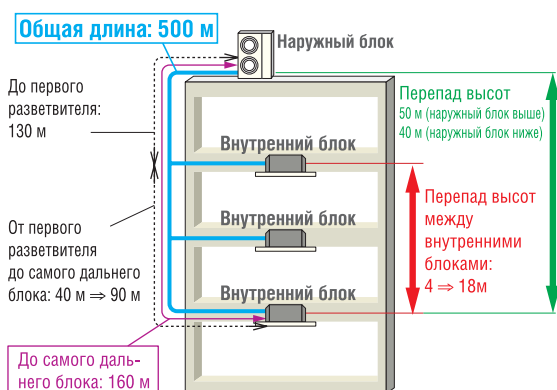 Общая длина: 500 м
Наружный блок
До первого
разветвителя:
130 м
Перепад высот
50 м (наружный блок выше)
40 м (наружный блок ниже)
Внутренний блок
Перепад высот
между
внутренними
блоками:
4 ⇒ 18м
От первого
разветвителя
до самого дальнего
блока: 40 м ⇒ 90 м
Внутренний блок
Внутренний блок
До самого даль-
него блока: 160 м